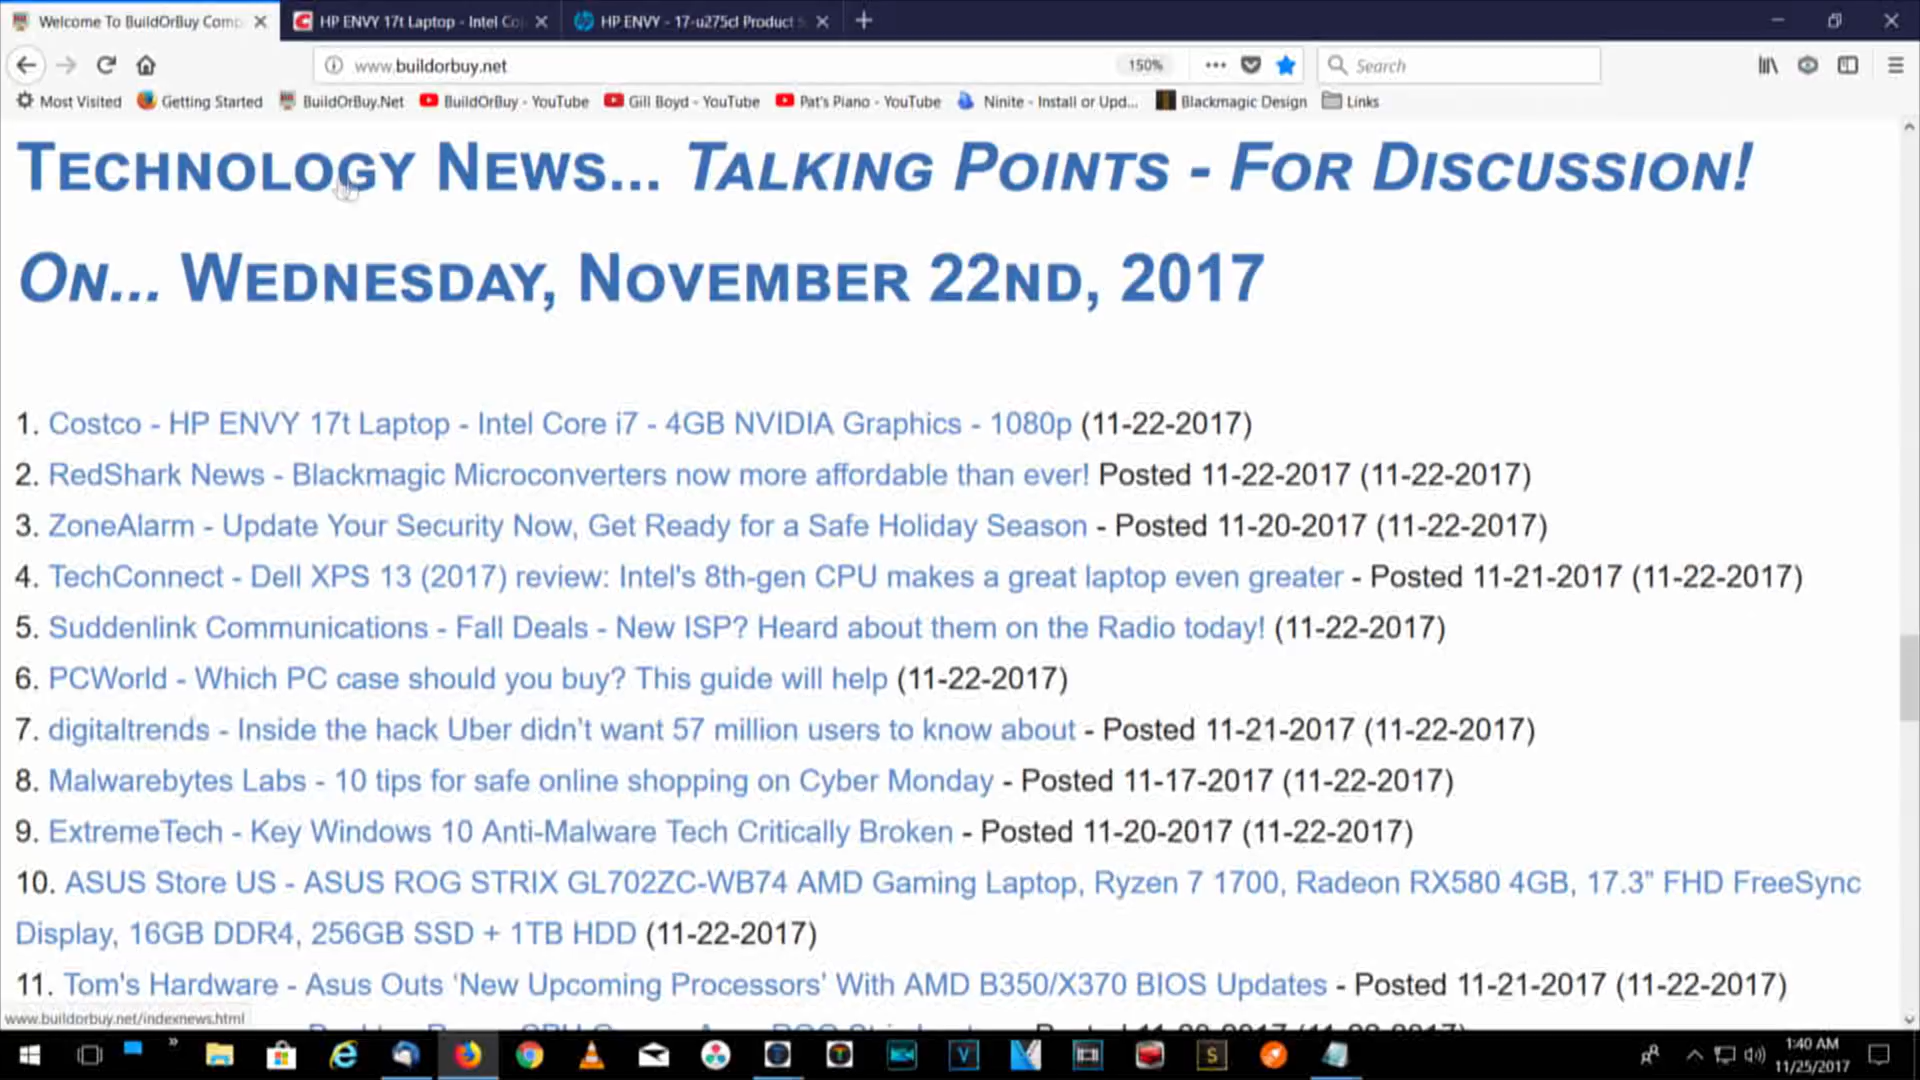 Welcome To BuildOrBuy Comp
HP ENVY 17t Laptop - Intel Co
HP ENVY - 17-u275cl Product S
www.buildorbuy.net
150%
Search
Most Visited
Getting Started
BuildOrBuy.Net
BuildOrBuy - YouTube
Gill Boyd - YouTube
Pat's Piano - YouTube
Ninite - Install or Upd...
Blackmagic Design
Links
Technology News... Talking Points - For Discussion!
On... Wednesday, November 22nd, 2017
1. Costco - HP ENVY 17t Laptop - Intel Core i7 - 4GB NVIDIA Graphics - 1080p (11-22-2017)
2. RedShark News - Blackmagic Microconverters now more affordable than ever! Posted 11-22-2017 (11-22-2017)
3. ZoneAlarm - Update Your Security Now, Get Ready for a Safe Holiday Season - Posted 11-20-2017 (11-22-2017)
4. TechConnect - Dell XPS 13 (2017) review: Intel's 8th-gen CPU makes a great laptop even greater - Posted 11-21-2017 (11-22-2017)
5. Suddenlink Communications - Fall Deals - New ISP? Heard about them on the Radio today! (11-22-2017)
6. PCWorld - Which PC case should you buy? This guide will help (11-22-2017)
7. digitaltrends - Inside the hack Uber didn't want 57 million users to know about - Posted 11-21-2017 (11-22-2017)
8. Malwarebytes Labs - 10 tips for safe online shopping on Cyber Monday - Posted 11-17-2017 (11-22-2017)
9. ExtremeTech - Key Windows 10 Anti-Malware Tech Critically Broken - Posted 11-20-2017 (11-22-2017)
10. ASUS Store US - ASUS ROG STRIX GL702ZC-WB74 AMD Gaming Laptop, Ryzen 7 1700, Radeon RX580 4GB, 17.3" FHD FreeSync
Display, 16GB DDR4, 256GB SSD + 1TB HDD (11-22-2017)
11. Tom's Hardware - Asus Outs 'New Upcoming Processors' With AMD B350/X370 BIOS Updates - Posted 11-21-2017 (11-22-2017)
www.buildorbuy.net/indexnews.html
1:40 AM
11/25/2017